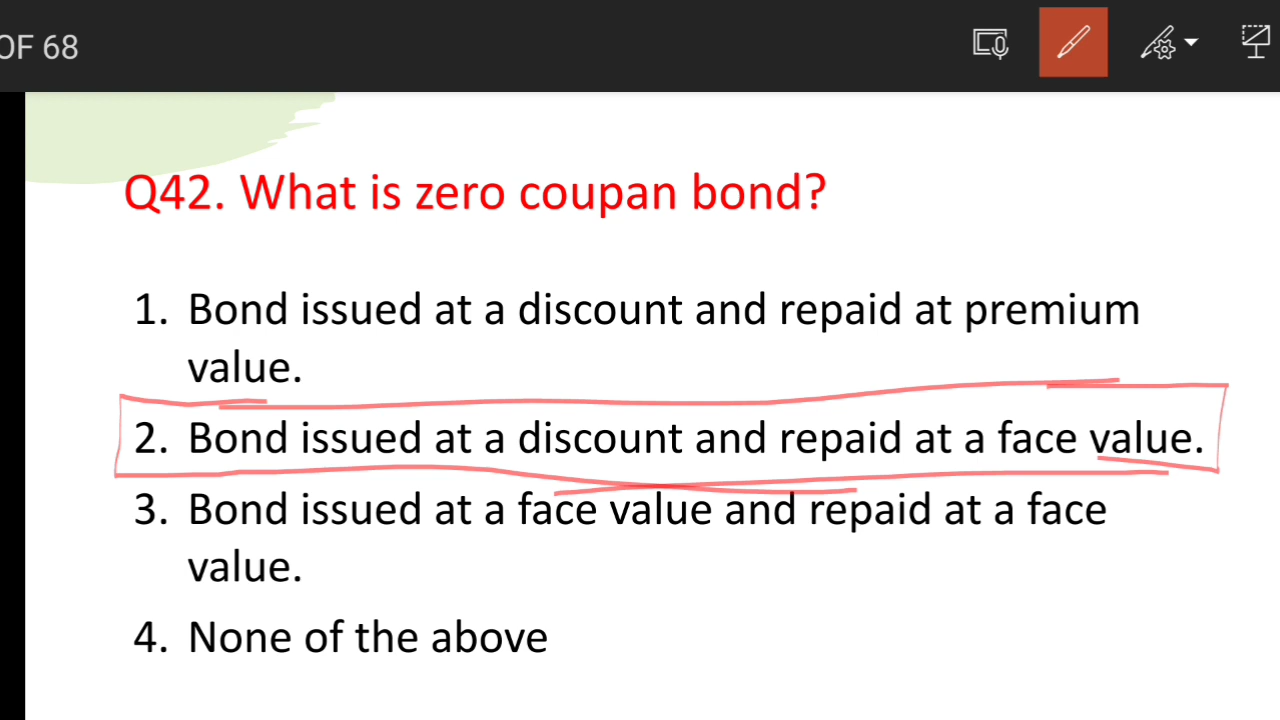 OF 68
Q42. What is zero coupan bond?
1. Bond issued at a discount and repaid at premium
value.
2. Bond issued at a discount and repaid at a face value.
3. Bond issued at a face value and repaid at a face
value.
4. None of the above